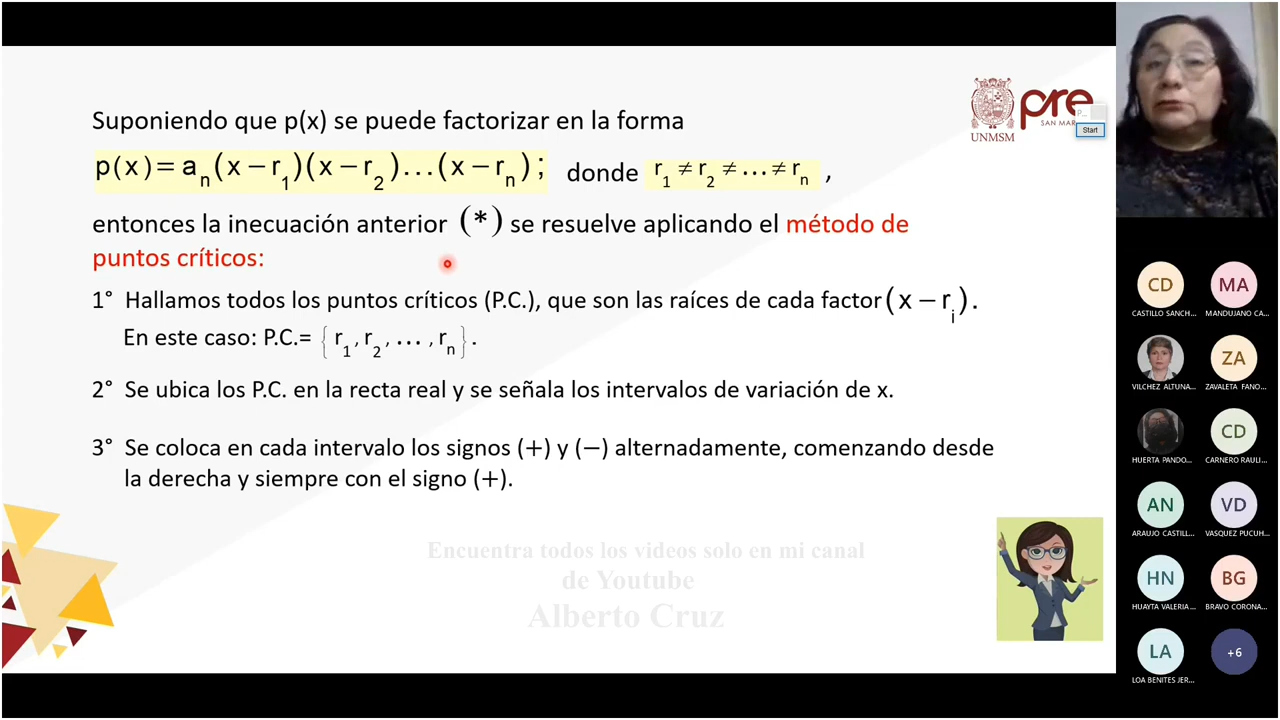 Suponiendo que p(x) se puede factorizar en la forma
p(x) = aₙ(x − r₁)(x − r₂)...(x − rₙ); donde r₁ ≠ r₂ ≠ ... ≠ rₙ ,
entonces la inecuación anterior (*) se resuelve aplicando el método de
puntos críticos:
1° Hallamos todos los puntos críticos (P.C.), que son las raíces de cada factor (x − rᵢ).
En este caso: P.C.= {r₁, r₂, ..., rₙ}.
2° Se ubica los P.C. en la recta real y se señala los intervalos de variación de x.
3° Se coloca en cada intervalo los signos (+) y (−) alternadamente, comenzando desde
la derecha y siempre con el signo (+).
Encuentra todos los videos solo en mi canal
de Youtube
Alberto Cruz
UNMSM
pre
SAN MAR
P...
Start
CD
CASTILLO SANCH...
MA
MANDUJANO CA...
VILCHEZ ALTUNA...
ZA
ZAVALETA FANO...
HUERTA PANDO...
CD
CARNERO RAULI...
AN
ARAUJO CASTILL...
VD
VASQUEZ PUCUH...
HN
HUAYTA VALERIA...
BG
BRAVO CORONA...
LA
LOA BENITES JER...
+6